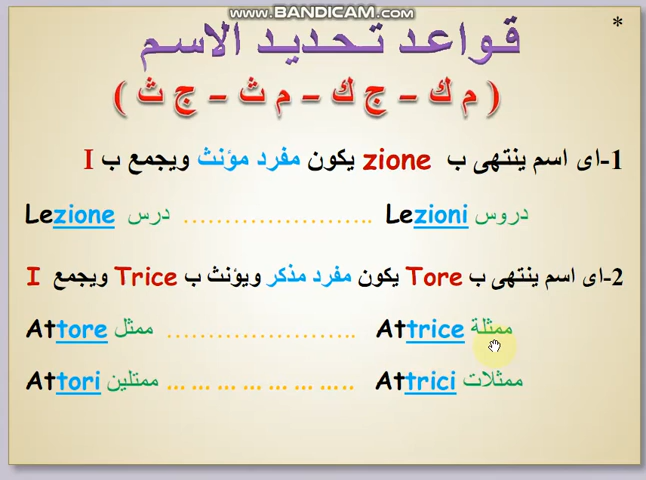 www.BANDICAM.com
*
قواعد تحديد الاسم
( م ك – ج ك – م ث – ج ث )
1-اى اسم ينتهى ب zione يكون مفرد مؤنث ويجمع ب I
Lezione درس ...................... Lezioni دروس
2-اى اسم ينتهى ب Tore يكون مفرد مذكر ويؤنث ب Trice ويجمع I
Attore ممثل ...................... Attrice ممثلة
Attori ممتلين ...................... Attrici ممثلات